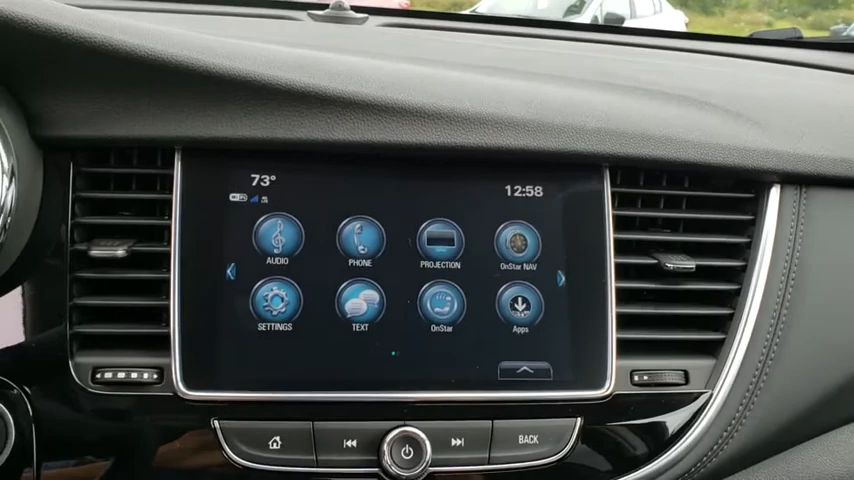 73°
12:58
AUDIO
PHONE
PROJECTION
OnStar NAV
SETTINGS
TEXT
OnStar
Apps
BACK